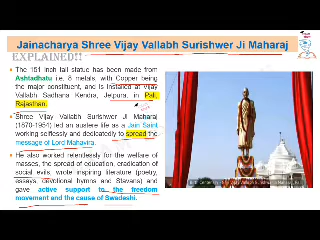 Jainacharya Shree Vijay Vallabh Surishwer Ji Maharaj
EXPLAINED!!
The 151 inch tall statue has been made from
Ashtadhatu i.e. 8 metals, with Copper being
the major constituent, and is installed at Vijay
Vallabh Sadhana Kendra, Jetpura, in Pali,
Rajasthan.
Shree Vijay Vallabh Surishwer Ji Maharaj
(1870-1954) led an austere life as a Jain Saint
working selflessly and dedicatedly to spread the
message of Lord Mahavira.
He also worked relentlessly for the welfare of
masses, the spread of education, eradication of
social evils, wrote inspiring literature (poetry,
essays, devotional hymns and Stavans) and
gave active support to the freedom
movement and the cause of Swadeshi.